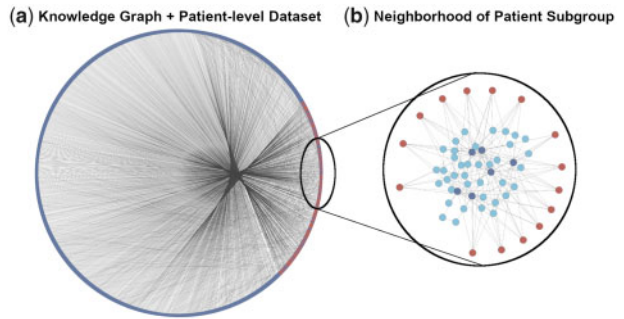 (a) Knowledge Graph + Patient-level Dataset
(b) Neighborhood of Patient Subgroup